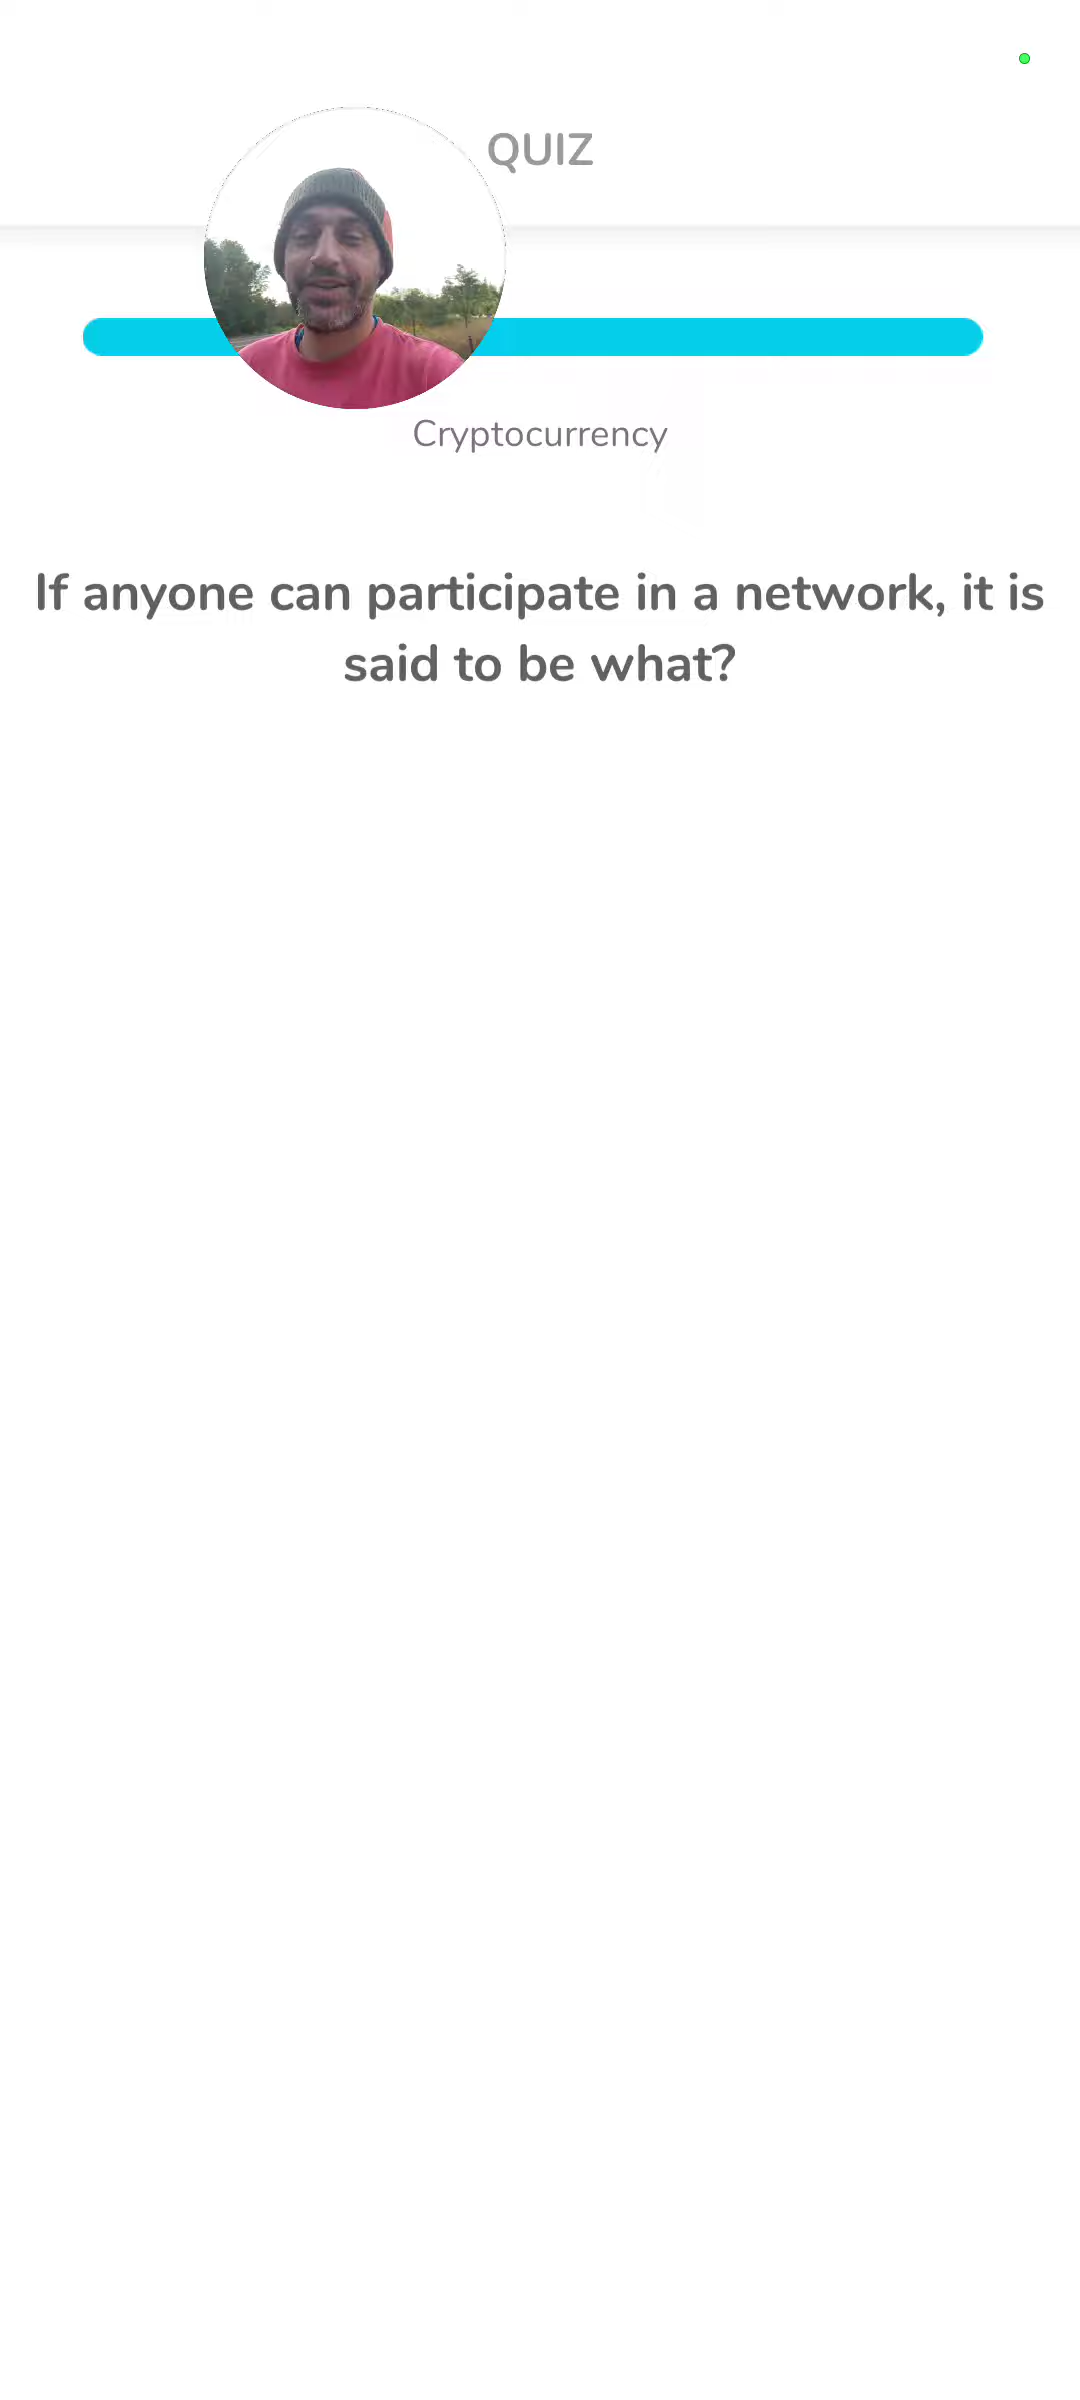 QUIZ
Cryptocurrency
If anyone can participate in a network, it is
said to be what?